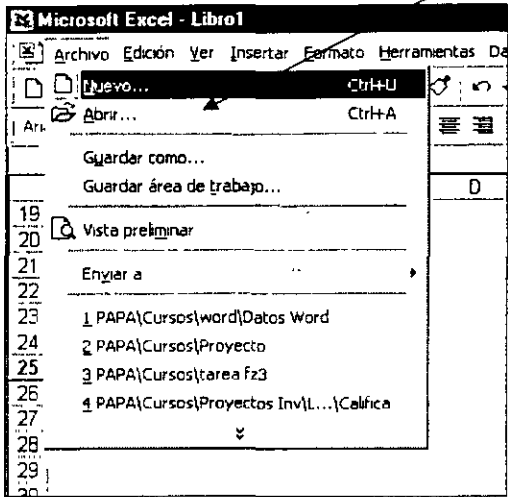 Microsoft Excel - Libro1
Archivo Edición Ver Insertar Formato Herramientas Da
Nuevo... Ctrl+U
Abrir... Ctrl+A
Ari
Guardar como...
Guardar área de trabajo...
D
19
20 Vista preliminar
21 Enviar a
22
23 1 PAPA\Cursos\word\Datos Word
24 2 PAPA\Cursos\Proyecto
25 3 PAPA\Cursos\tarea fz3
26 4 PAPA\Cursos\Proyectos Inv\L...\Califica
27
28
29
30